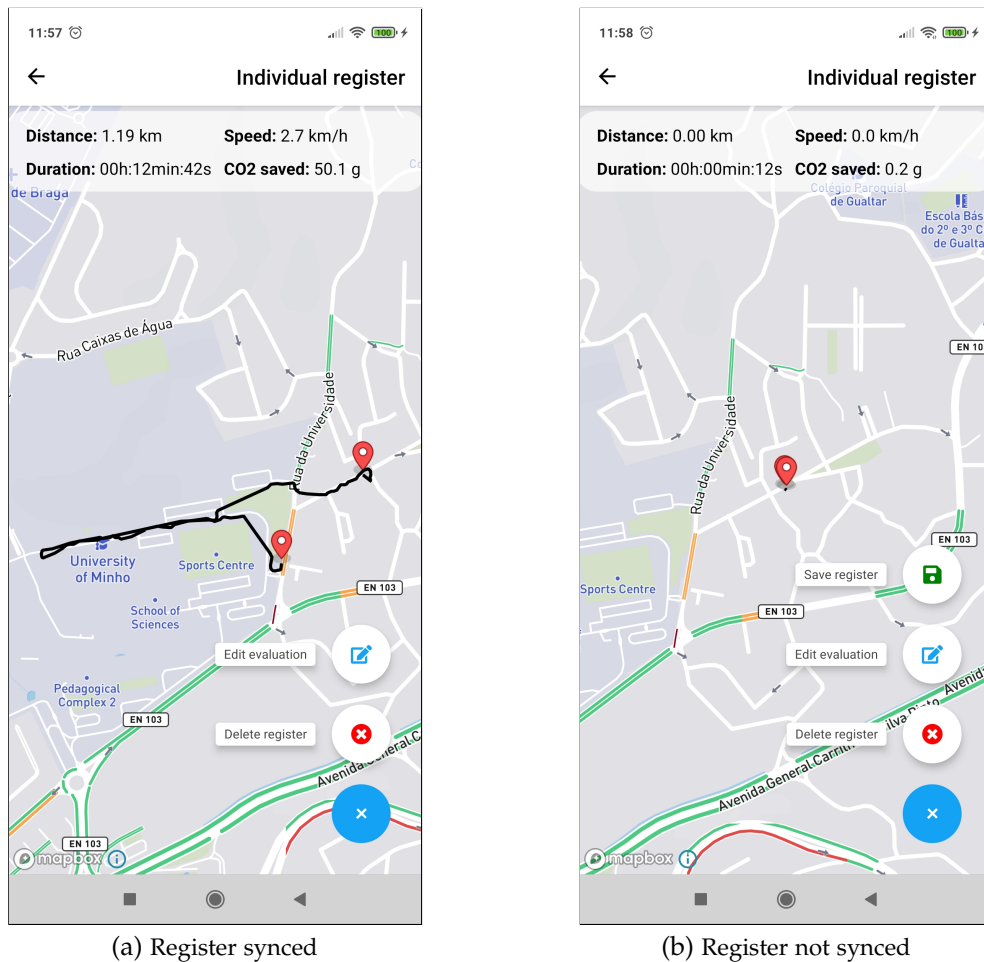 11:57
100
Individual register
Distance: 1.19 km Speed: 2.7 km/h
Duration: 00h:12min:42s CO2 saved: 50.1 g
de Braga
Rua Caixas de Água
Rua da Universidade
University
of Minho
Sports Centre
School of
Sciences
EN 103
Edit evaluation
Pedagogical
Complex 2
EN 103
Delete register
Avenida General C
EN 103
mapbox
(a) Register synced
11:58
100
Individual register
Distance: 0.00 km Speed: 0.0 km/h
Duration: 00h:00min:12s CO2 saved: 0.2 g
Colégio Paroquial
de Gualtar
Escola Bás
do 2º e 3º C
de Gualta
EN 10
Rua da Universidade
EN 103
Save register
Sports Centre
EN 103
Edit evaluation
Delete register
Avenida
Avenida General Carrilho Silva Pinto
mapbox
(b) Register not synced